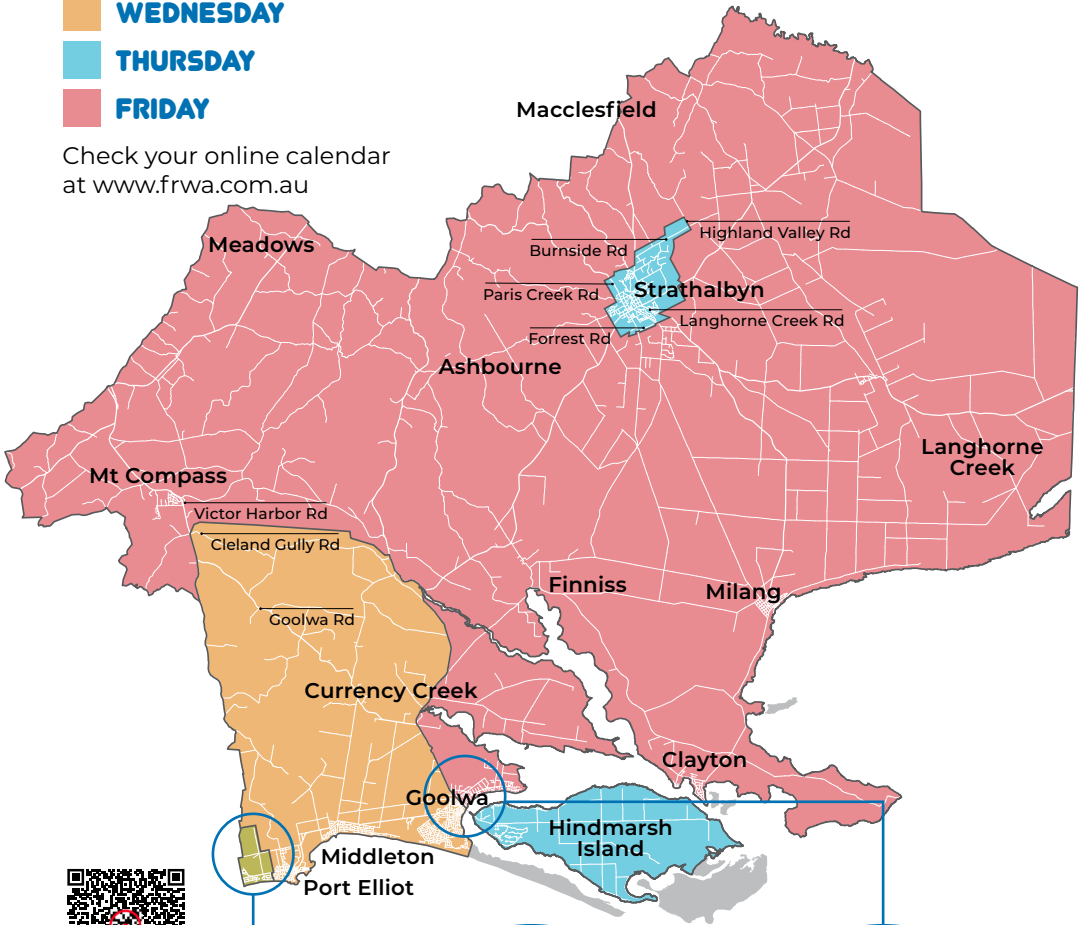 WEDNESDAY
THURSDAY
FRIDAY
Check your online calendar
at www.frwa.com.au
Macclesfield
Meadows
Highland Valley Rd
Burnside Rd
Strathalbyn
Paris Creek Rd
Langhorne Creek Rd
Forrest Rd
Ashbourne
Langhorne
Creek
Mt Compass
Victor Harbor Rd
Cleland Gully Rd
Finniss
Milang
Goolwa Rd
Currency Creek
Clayton
Goolwa
Hindmarsh
Island
Middleton
Port Elliot